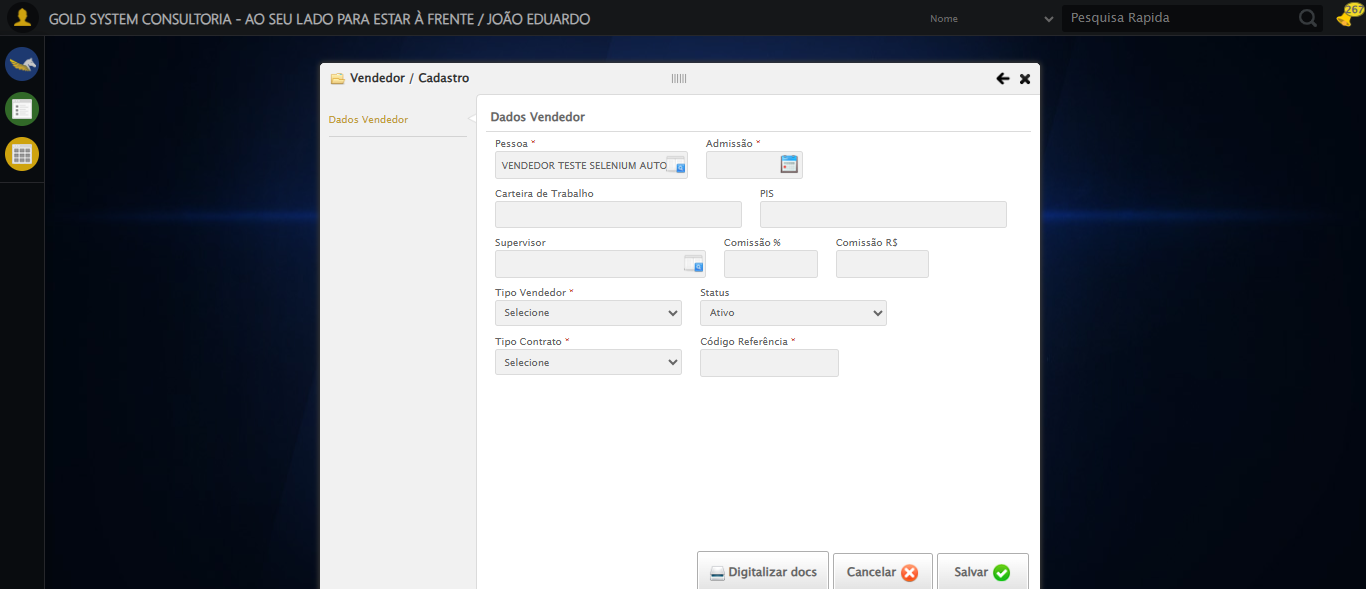 GOLD SYSTEM CONSULTORIA - AO SEU LADO PARA ESTAR À FRENTE / JOÃO EDUARDO
Nome
Pesquisa Rapida
267
Vendedor / Cadastro
Dados Vendedor
Dados Vendedor
Pessoa *
Admissão *
VENDEDOR TESTE SELENIUM AUTO
Carteira de Trabalho
PIS
Supervisor
Comissão %
Comissão R$
Tipo Vendedor *
Status
Selecione
Ativo
Tipo Contrato *
Código Referência *
Selecione
Digitalizar docs
Cancelar
Salvar